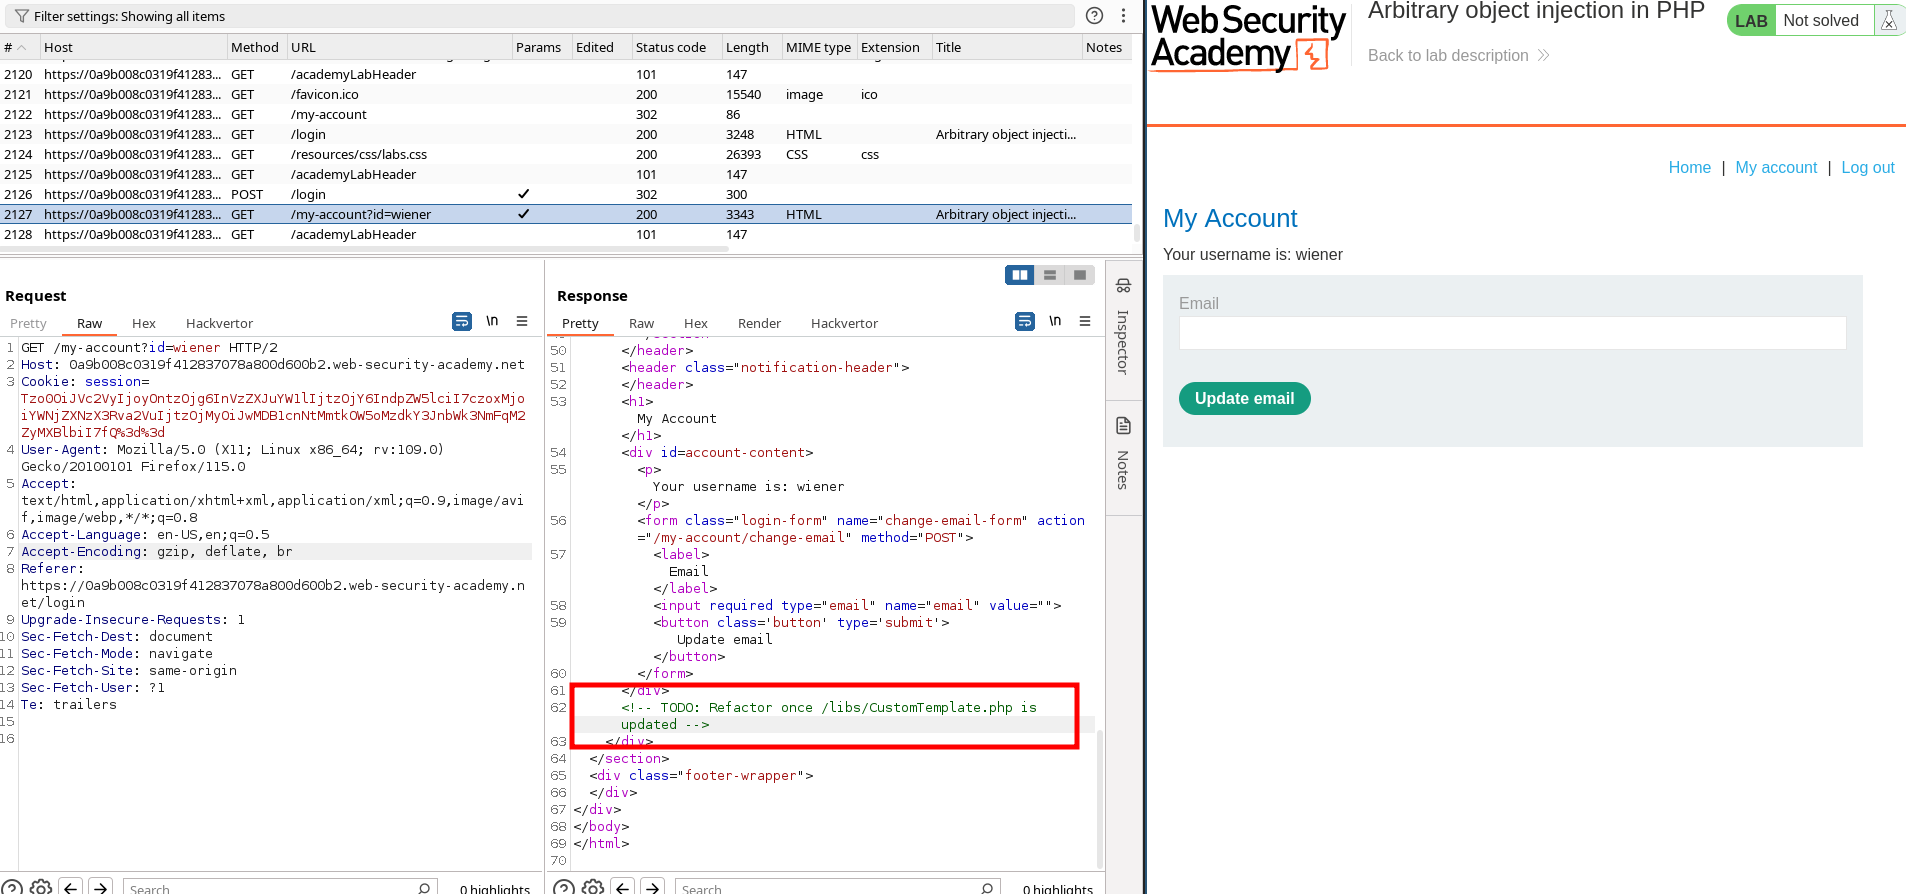 Filter settings: Showing all items
# Host Method URL Params Edited Status code Length MIME type Extension Title Notes
2120 https://0a9b008c0319f41283... GET /academyLabHeader 101 147
2121 https://0a9b008c0319f41283... GET /favicon.ico 200 15540 image ico
2122 https://0a9b008c0319f41283... GET /my-account 302 86
2123 https://0a9b008c0319f41283... GET /login 200 3248 HTML Arbitrary object injecti...
2124 https://0a9b008c0319f41283... GET /resources/css/labs.css 200 26393 CSS css
2125 https://0a9b008c0319f41283... GET /academyLabHeader 101 147
2126 https://0a9b008c0319f41283... POST /login ✓ 302 300
2127 https://0a9b008c0319f41283... GET /my-account?id=wiener ✓ 200 3343 HTML Arbitrary object injecti...
2128 https://0a9b008c0319f41283... GET /academyLabHeader 101 147
Request
Pretty Raw Hex Hackvertor
\n
1 GET /my-account?id=wiener HTTP/2
2 Host: 0a9b008c0319f412837078a800d600b2.web-security-academy.net
3 Cookie: session=
Tzo0OiJVc2VyIjoyOntzOjg6InVzZXJuYW1lIjtzOjY6IndpZW5lciI7czoxMjo
iYWNjZXNzX3Rva2VuIjtzOjMyOiJwMDB1cnNtMmtkOW5oMzdkY3JnbWk3NmFqM2
ZyMXBlbiI7fQ%3d%3d
4 User-Agent: Mozilla/5.0 (X11; Linux x86_64; rv:109.0)
Gecko/20100101 Firefox/115.0
5 Accept:
text/html,application/xhtml+xml,application/xml;q=0.9,image/avi
f,image/webp,*/*;q=0.8
6 Accept-Language: en-US,en;q=0.5
7 Accept-Encoding: gzip, deflate, br
8 Referer:
https://0a9b008c0319f412837078a800d600b2.web-security-academy.n
et/login
9 Upgrade-Insecure-Requests: 1
10 Sec-Fetch-Dest: document
11 Sec-Fetch-Mode: navigate
12 Sec-Fetch-Site: same-origin
13 Sec-Fetch-User: ?1
14 Te: trailers
15
16
Search
0 highlights
Response
Pretty Raw Hex Render Hackvertor
\n
50 </header>
51 <header class="notification-header">
52 </header>
53 <h1>
My Account
</h1>
54 <div id=account-content>
55 <p>
Your username is: wiener
</p>
56 <form class="login-form" name="change-email-form" action
="/my-account/change-email" method="POST">
57 <label>
Email
</label>
58 <input required type="email" name="email" value="">
59 <button class='button' type='submit'>
Update email
</button>
60 </form>
61 </div>
62 <!-- TODO: Refactor once /libs/CustomTemplate.php is
updated -->
63 </div>
64 </section>
65 <div class="footer-wrapper">
66 </div>
67 </div>
68 </body>
69 </html>
70
Search
0 highlights
Inspector
Notes
Web Security
Academy
Arbitrary object injection in PHP
Back to lab description
LAB Not solved
Home | My account | Log out
My Account
Your username is: wiener
Email
Update email